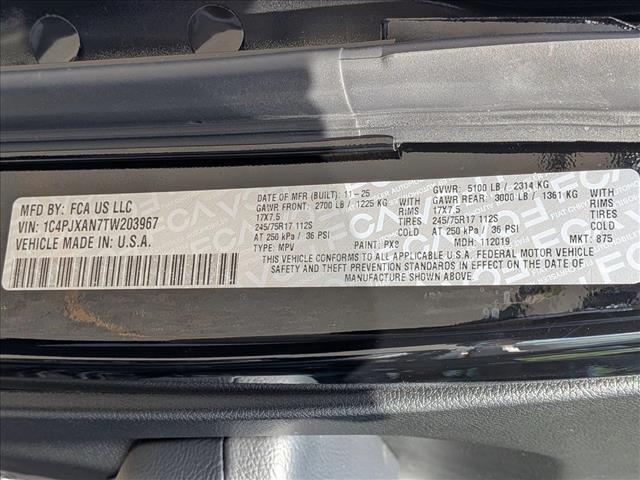 MFD BY: FCA US LLC
VIN: 1C4PJXAN7TW203967
VEHICLE MADE IN: U.S.A.
DATE OF MFR (BUILT): 11-25 GVWR: 5100 LB / 2314 KG
GAWR FRONT: 2700 LB / 1225 KG WITH GAWR REAR: 3000 LB / 1361 KG WITH
17X7.5 RIMS 17X7.5 RIMS
245/75R17 112S TIRES 245/75R17 112S TIRES
AT 250 kPa / 36 PSI COLD AT 250 kPa / 36 PSI COLD
TYPE: MPV PAINT: PX8 MDH: 112019 MKT: 875
THIS VEHICLE CONFORMS TO ALL APPLICABLE U.S.A. FEDERAL MOTOR VEHICLE
SAFETY AND THEFT PREVENTION STANDARDS IN EFFECT ON THE DATE OF
MANUFACTURE SHOWN ABOVE.